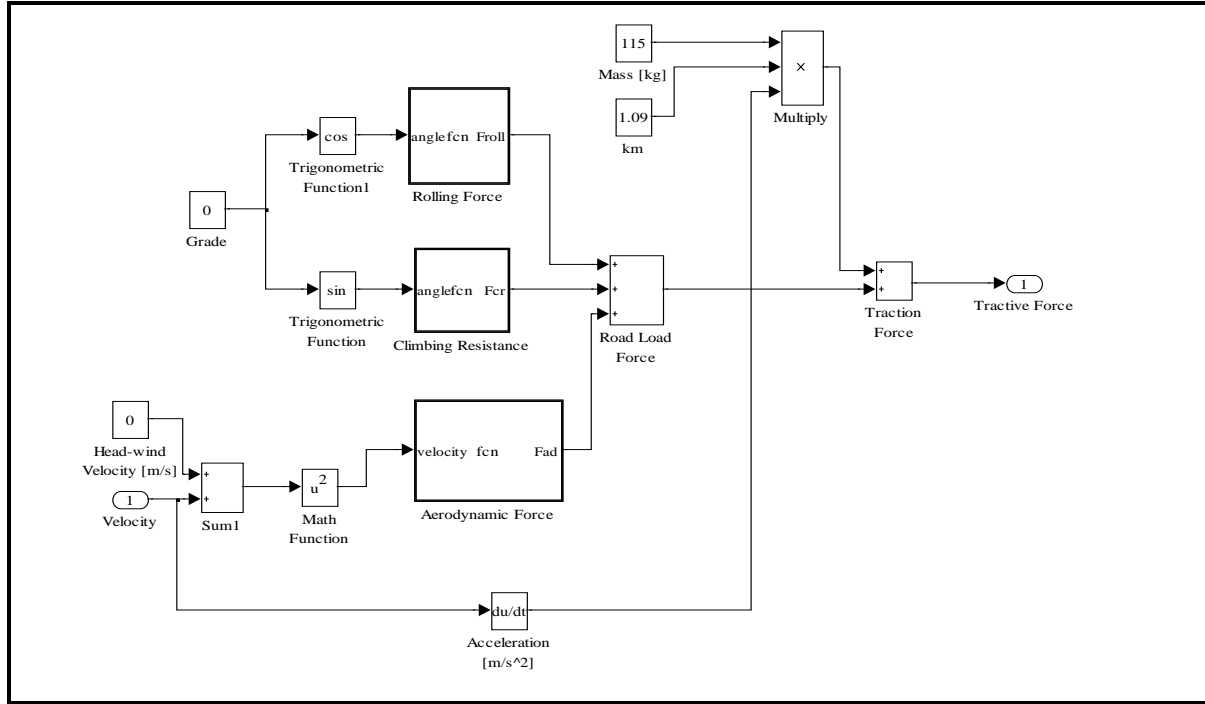 115
Mass [kg]
1.09
km
×
Multiply
cos
Trigonometric
Function1
anglefcn Froll
Rolling Force
0
Grade
sin
Trigonometric
Function
anglefcn Fcr
Climbing Resistance
+
+
+
Road Load
Force
+
+
Traction
Force
1
Tractive Force
0
Head-wind
Velocity [m/s]
1
Velocity
+
+
Sum1
u²
Math
Function
velocity fcn Fad
Aerodynamic Force
du/dt
Acceleration
[m/s^2]